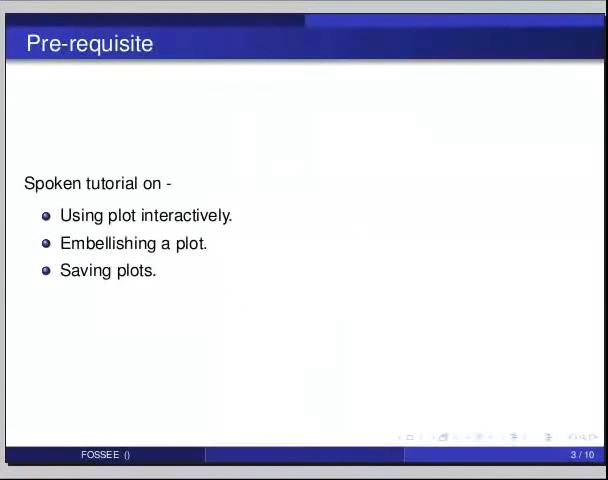 Pre-requisite
Spoken tutorial on -
Using plot interactively.
Embellishing a plot.
Saving plots.
FOSSEE ()
3 / 10